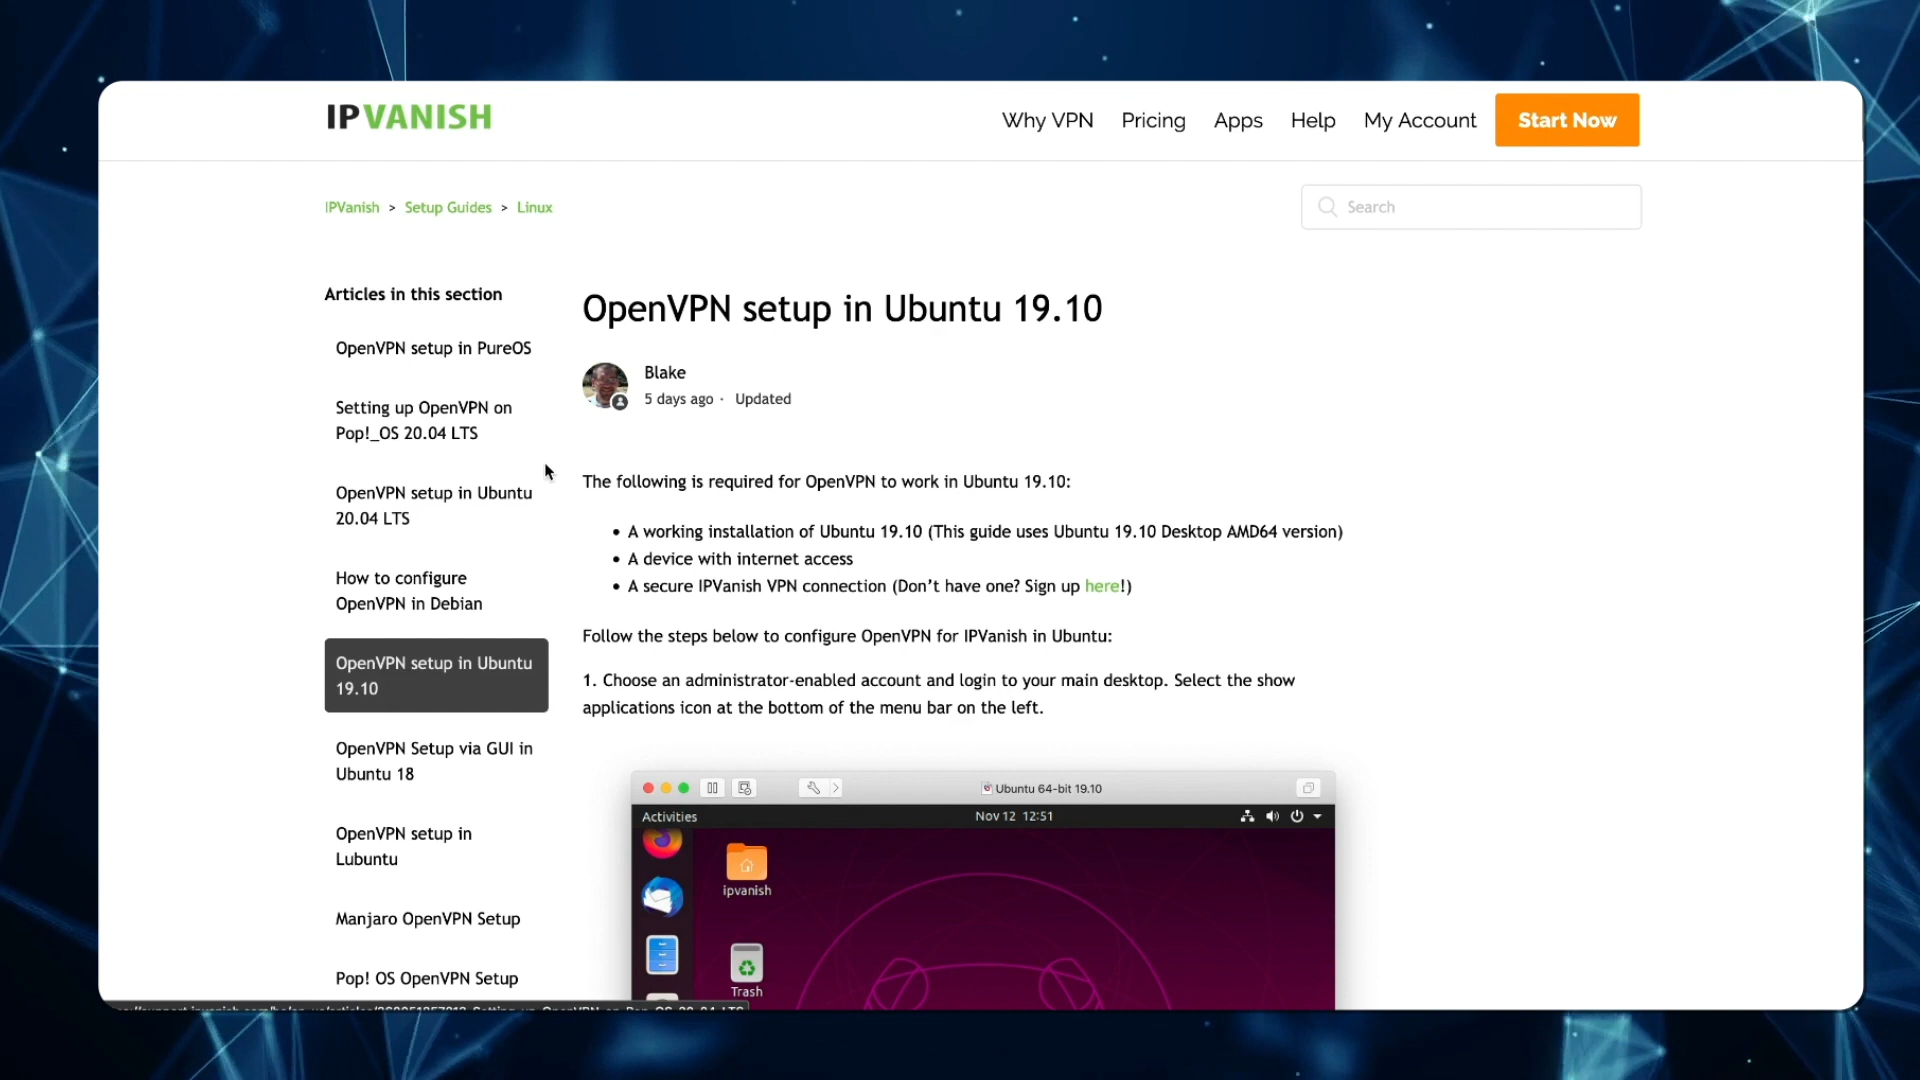 IPVANISH
Why VPN Pricing Apps Help My Account Start Now
IPVanish > Setup Guides > Linux
Search
Articles in this section
OpenVPN setup in PureOS
Setting up OpenVPN on
Pop!_OS 20.04 LTS
OpenVPN setup in Ubuntu
20.04 LTS
How to configure
OpenVPN in Debian
OpenVPN setup in Ubuntu
19.10
OpenVPN Setup via GUI in
Ubuntu 18
OpenVPN setup in
Lubuntu
Manjaro OpenVPN Setup
Pop! OS OpenVPN Setup
OpenVPN setup in Ubuntu 19.10
Blake
5 days ago · Updated
The following is required for OpenVPN to work in Ubuntu 19.10:
• A working installation of Ubuntu 19.10 (This guide uses Ubuntu 19.10 Desktop AMD64 version)
• A device with internet access
• A secure IPVanish VPN connection (Don’t have one? Sign up here!)
Follow the steps below to configure OpenVPN for IPVanish in Ubuntu:
1. Choose an administrator-enabled account and login to your main desktop. Select the show
applications icon at the bottom of the menu bar on the left.
Ubuntu 64-bit 19.10
Activities
Nov 12 12:51
ipvanish
Trash